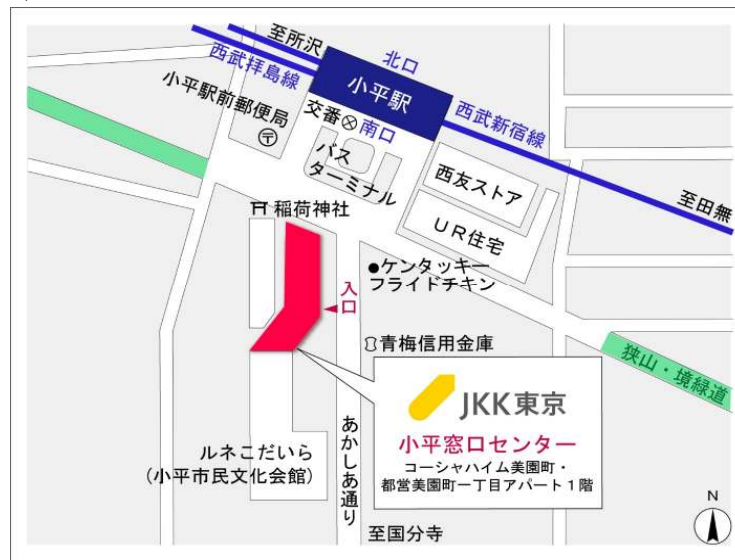 至所沢
西武拝島線
北口
小平駅
小平駅前郵便局
交番
南口
西武新宿線
バス
ターミナル
西友ストア
至田無
UR住宅
稲荷神社
ケンタッキー
フライドチキン
入口
青梅信用金庫
狭山・境緑道
JKK東京
小平窓口センター
コーシャハイム美園町・
都営美園町一丁目アパート1階
ルネこだいら
(小平市民文化会館)
あかしあ通り
至国分寺
N